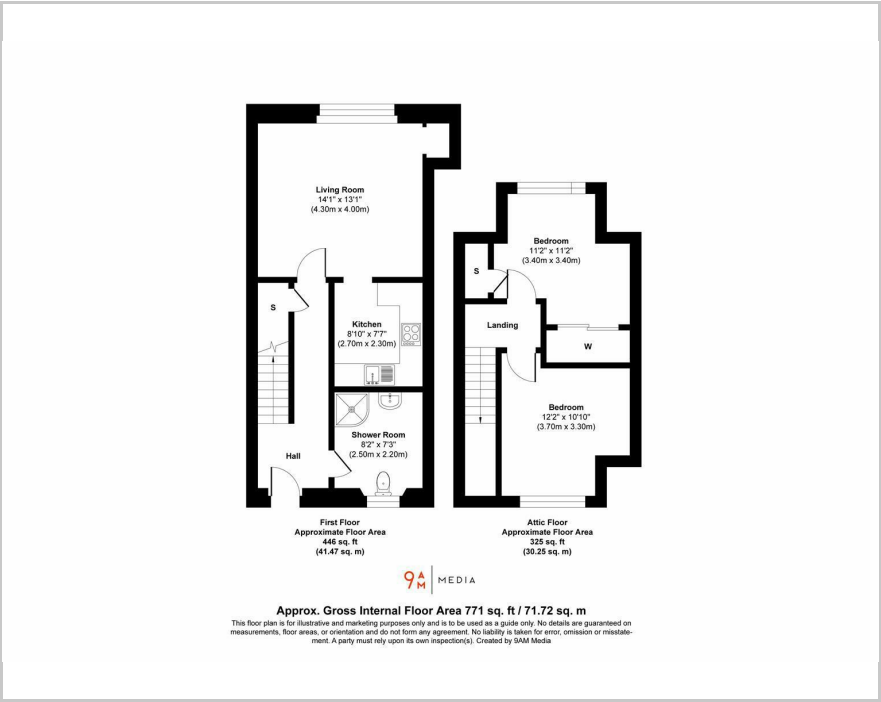 Living Room
14'1" x 13'1"
(4.30m x 4.00m)
S
Kitchen
8'10" x 7'7"
(2.70m x 2.30m)
Shower Room
8'2" x 7'3"
(2.50m x 2.20m)
Hall
First Floor
Approximate Floor Area
446 sq. ft
(41.47 sq. m)
Bedroom
11'2" x 11'2"
(3.40m x 3.40m)
S
Landing
W
Bedroom
12'2" x 10'10"
(3.70m x 3.30m)
Attic Floor
Approximate Floor Area
325 sq. ft
(30.25 sq. m)
9AM MEDIA
Approx. Gross Internal Floor Area 771 sq. ft / 71.72 sq. m
This floor plan is for illustrative and marketing purposes only and is to be used as a guide only. No details are guaranteed on
measurements, floor areas, or orientation and do not form any agreement. No liability is taken for error, omission or misstate-
ment. A party must rely upon its own inspection(s). Created by 9AM Media